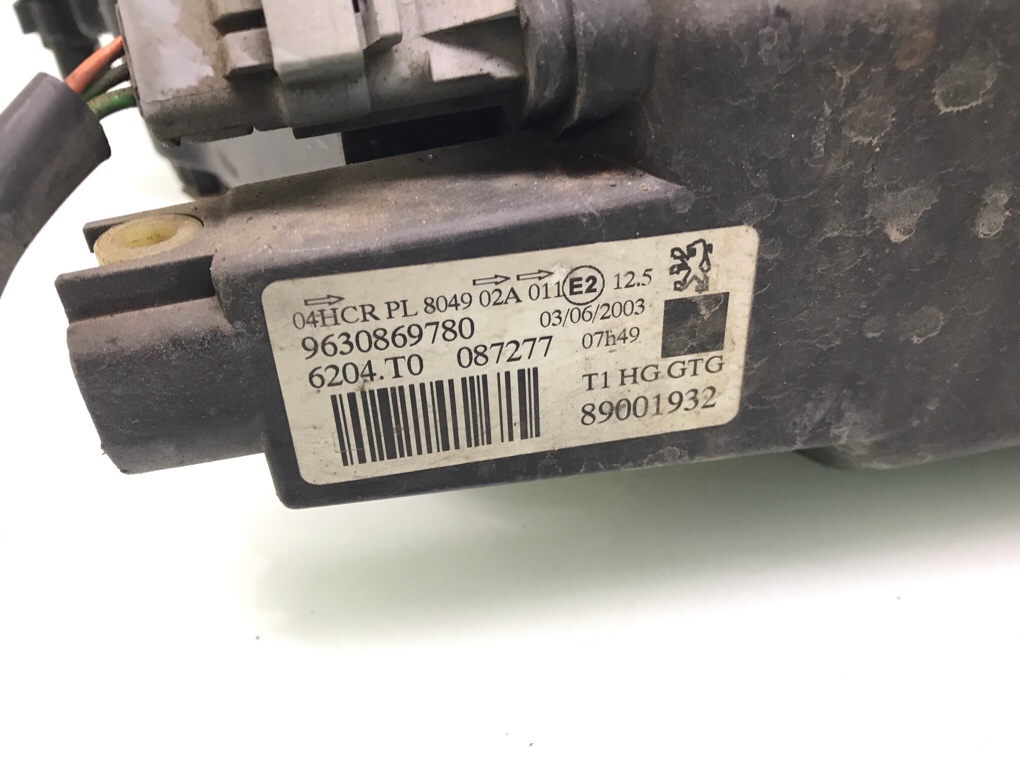 04HCR PL 8049 02A 011 E2 12.5
9630869780 03/06/2003
6204.T0 087277 07h49
T1 HG GTG
89001932